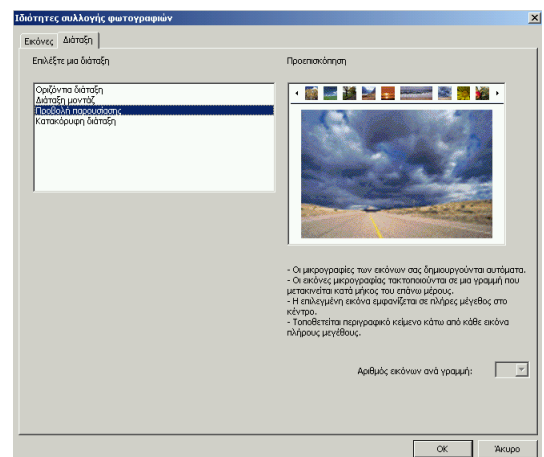 Ιδιότητες συλλογής φωτογραφιών
Εικόνες Διάταξη
Επιλέξτε μια διάταξη
Οριζόντια διάταξη
Διάταξη μοντάζ
Προβολή παρουσίασης
Κατακόρυφη διάταξη
Προεπισκόπηση
- Οι μικρογραφίες των εικόνων σας δημιουργούνται αυτόματα.
- Οι εικόνες μικρογραφίας τακτοποιούνται σε μια γραμμή που
μετακινείται κατά μήκος του επάνω μέρους.
- Η επιλεγμένη εικόνα εμφανίζεται σε πλήρες μέγεθος στο
κέντρο.
- Τοποθετείται περιγραφικό κείμενο κάτω από κάθε εικόνα
πλήρους μεγέθους.
Αριθμός εικόνων ανά γραμμή:
OK Άκυρο